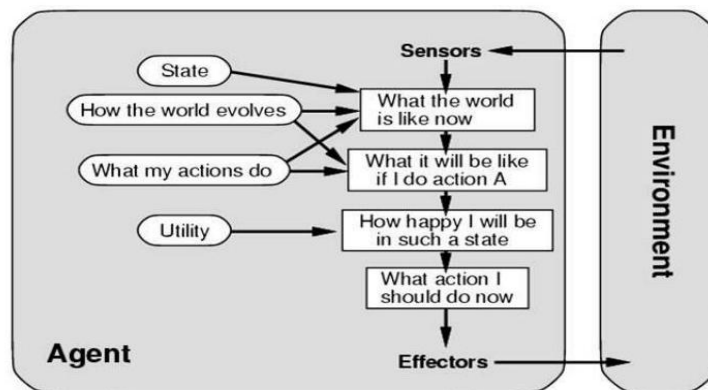 Sensors
State
What the world
is like now
How the world evolves
What my actions do
What it will be like
if I do action A
Utility
How happy I will be
in such a state
What action I
should do now
Agent
Effectors
Environment